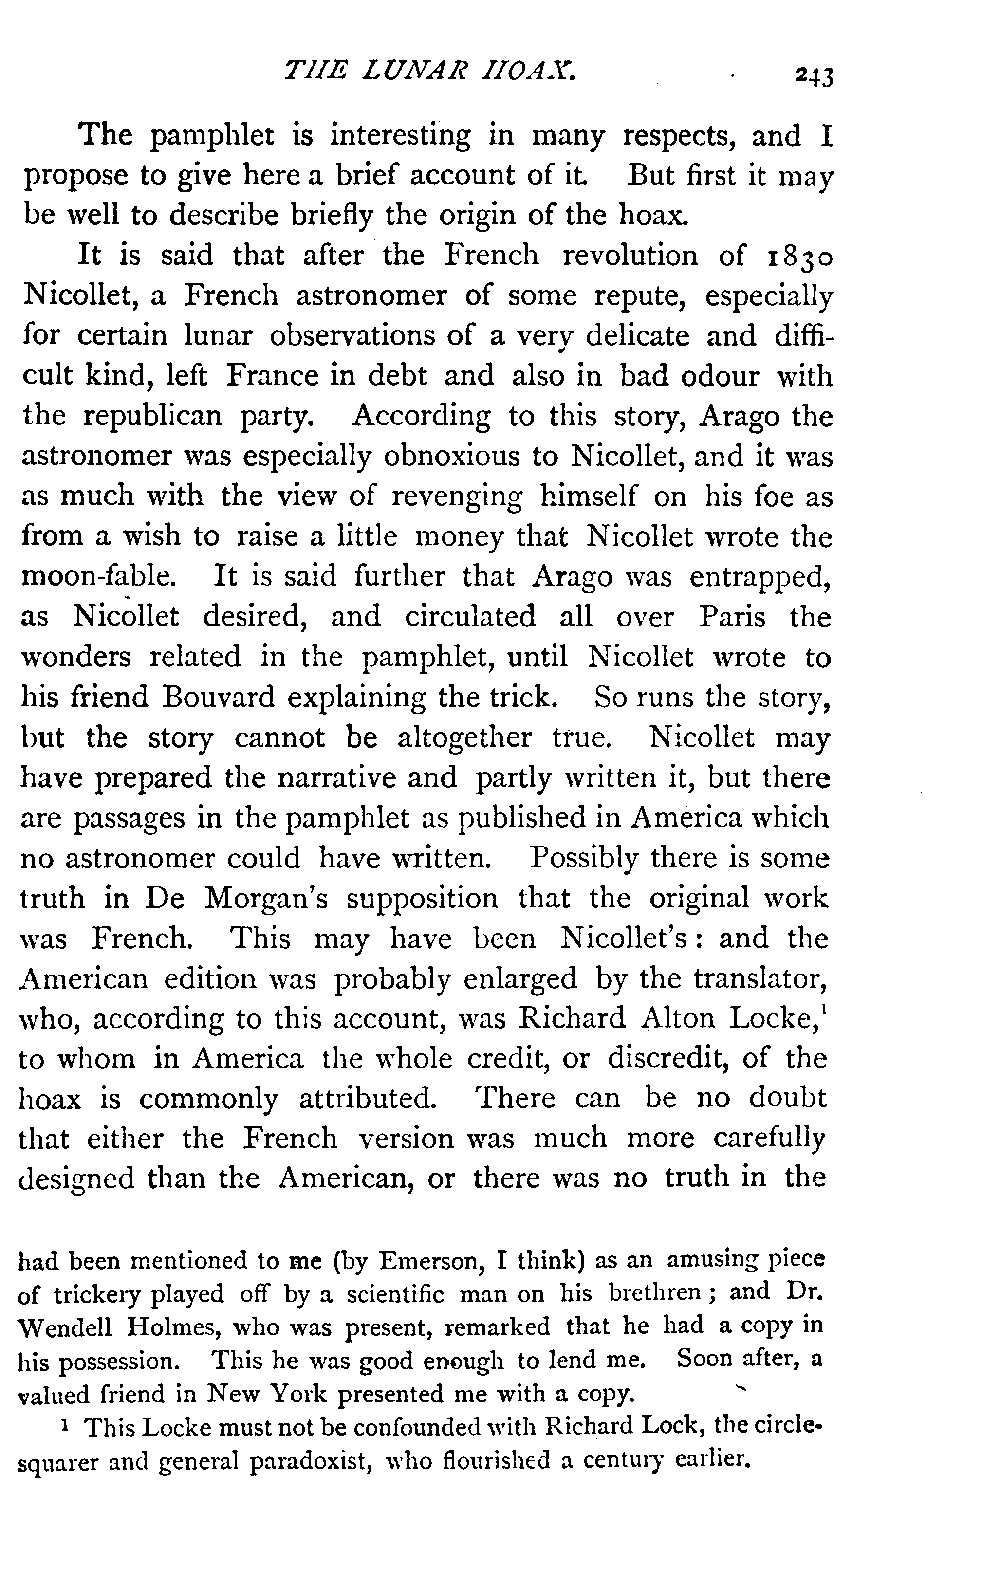 THE LUNAR HOAX. 243
The pamphlet is interesting in many respects, and I
propose to give here a brief account of it. But first it may
be well to describe briefly the origin of the hoax.
It is said that after the French revolution of 1830
Nicollet, a French astronomer of some repute, especially
for certain lunar observations of a very delicate and diffi-
cult kind, left France in debt and also in bad odour with
the republican party. According to this story, Arago the
astronomer was especially obnoxious to Nicollet, and it was
as much with the view of revenging himself on his foe as
from a wish to raise a little money that Nicollet wrote the
moon-fable. It is said further that Arago was entrapped,
as Nicollet desired, and circulated all over Paris the
wonders related in the pamphlet, until Nicollet wrote to
his friend Bouvard explaining the trick. So runs the story,
but the story cannot be altogether true. Nicollet may
have prepared the narrative and partly written it, but there
are passages in the pamphlet as published in America which
no astronomer could have written. Possibly there is some
truth in De Morgan's supposition that the original work
was French. This may have been Nicollet's : and the
American edition was probably enlarged by the translator,
who, according to this account, was Richard Alton Locke,¹
to whom in America the whole credit, or discredit, of the
hoax is commonly attributed. There can be no doubt
that either the French version was much more carefully
designed than the American, or there was no truth in the
had been mentioned to me (by Emerson, I think) as an amusing piece
of trickery played off by a scientific man on his brethren ; and Dr.
Wendell Holmes, who was present, remarked that he had a copy in
his possession. This he was good enough to lend me. Soon after, a
valued friend in New York presented me with a copy.
¹ This Locke must not be confounded with Richard Lock, the circle-
squarer and general paradoxist, who flourished a century earlier.